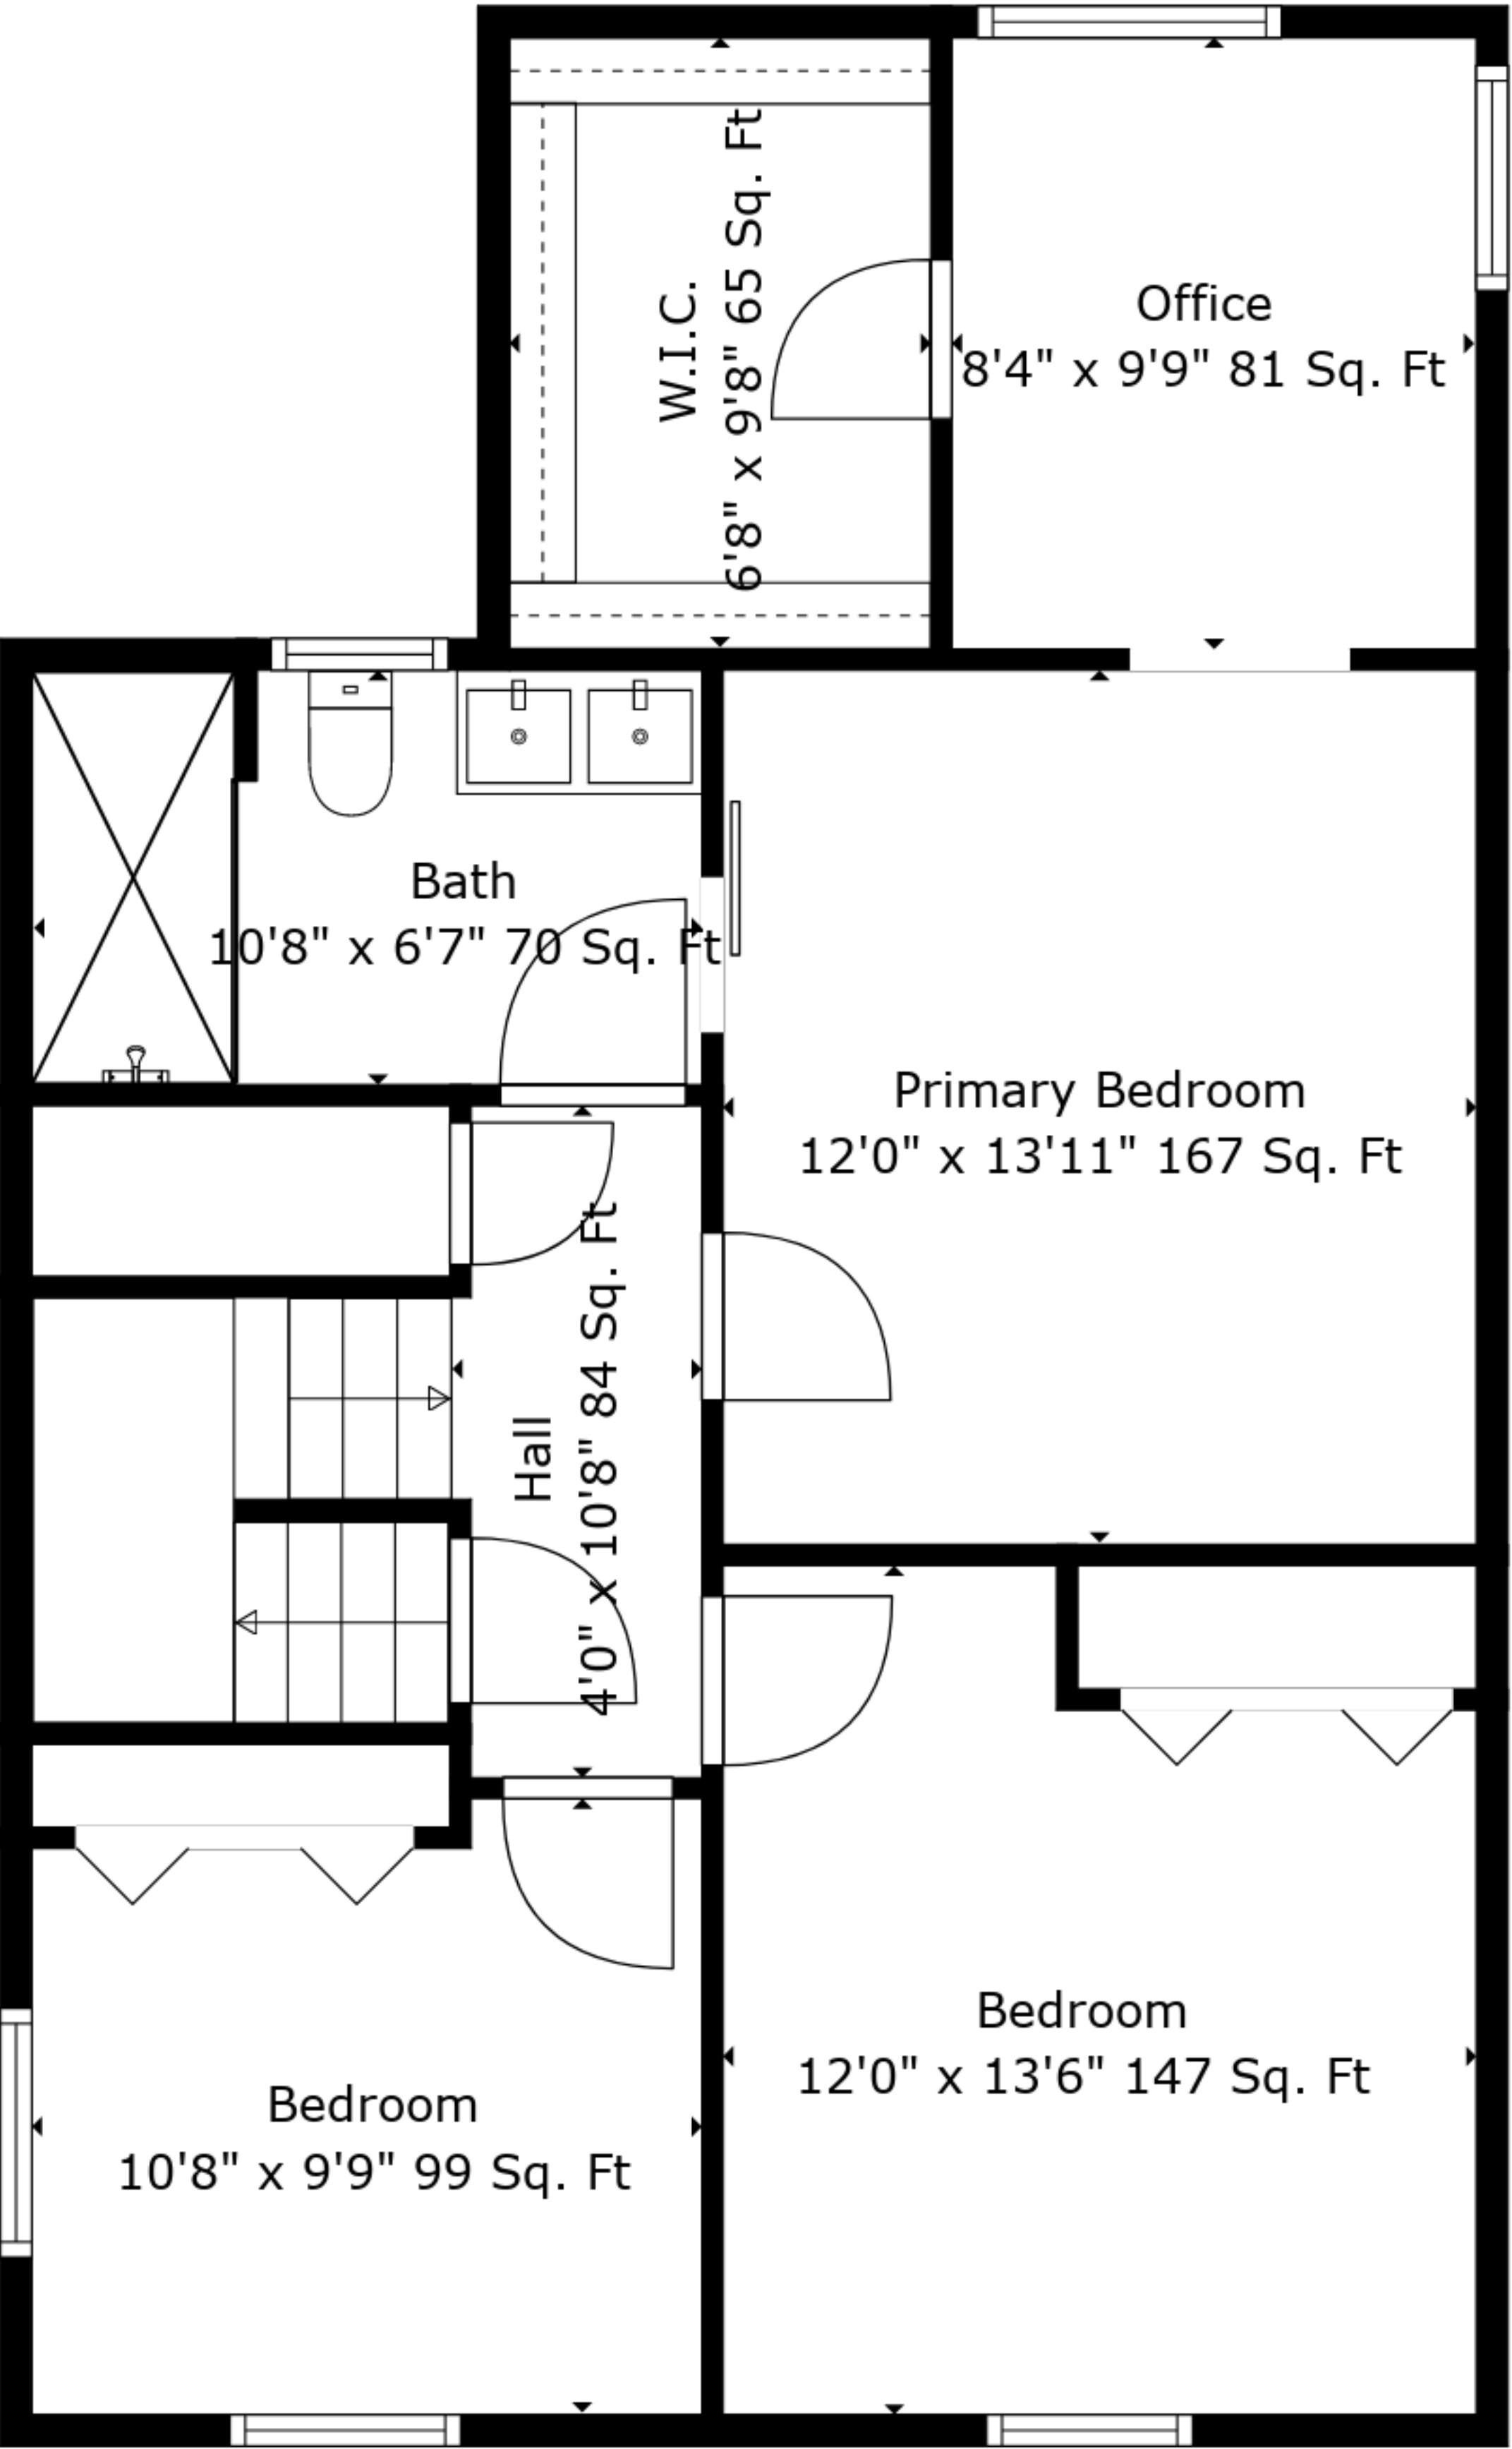 W.I.C.
6'8" x 9'8" 65 Sq. Ft
Office
8'4" x 9'9" 81 Sq. Ft
Bath
10'8" x 6'7" 70 Sq. Ft
Primary Bedroom
12'0" x 13'11" 167 Sq. Ft
Hall
4'0" x 10'8" 84 Sq. Ft
Bedroom
12'0" x 13'6" 147 Sq. Ft
Bedroom
10'8" x 9'9" 99 Sq. Ft